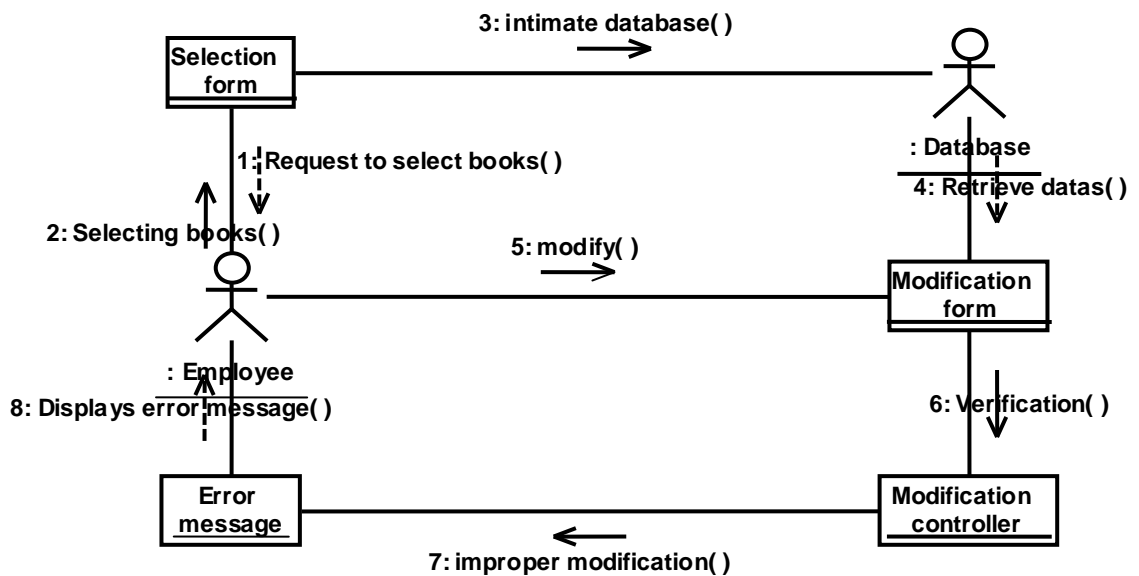 3: intimate database( )
Selection
form
1: Request to select books( )
: Database
4: Retrieve datas( )
2: Selecting books( )
5: modify( )
Modification
form
: Employee
8: Displays error message( )
6: Verification( )
Error
message
Modification
controller
7: improper modification( )